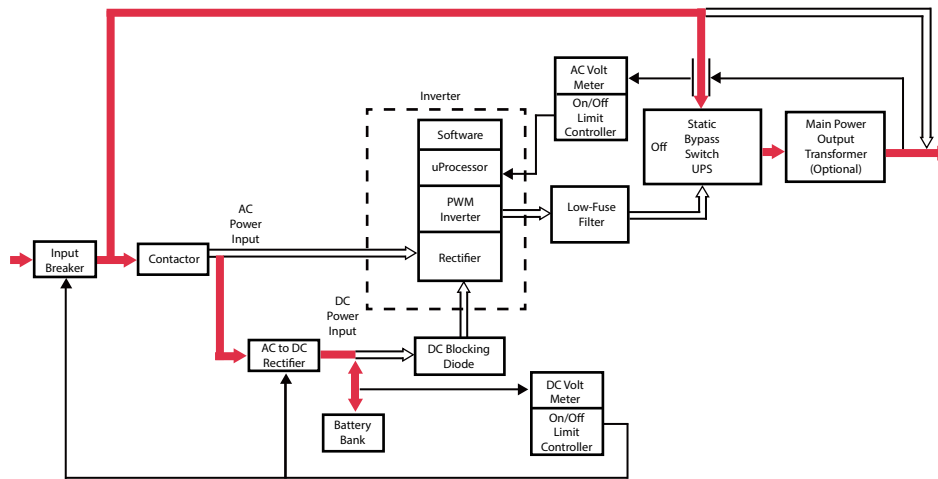 Inverter
AC Volt
Meter
On/Off
Limit
Controller
Software
uProcessor
PWM
Inverter
Rectifier
Off
Static
Bypass
Switch
UPS
Main Power
Output
Transformer
(Optional)
Low-Fuse
Filter
AC
Power
Input
Input
Breaker
Contactor
DC
Power
Input
AC to DC
Rectifier
DC Blocking
Diode
Battery
Bank
DC Volt
Meter
On/Off
Limit
Controller